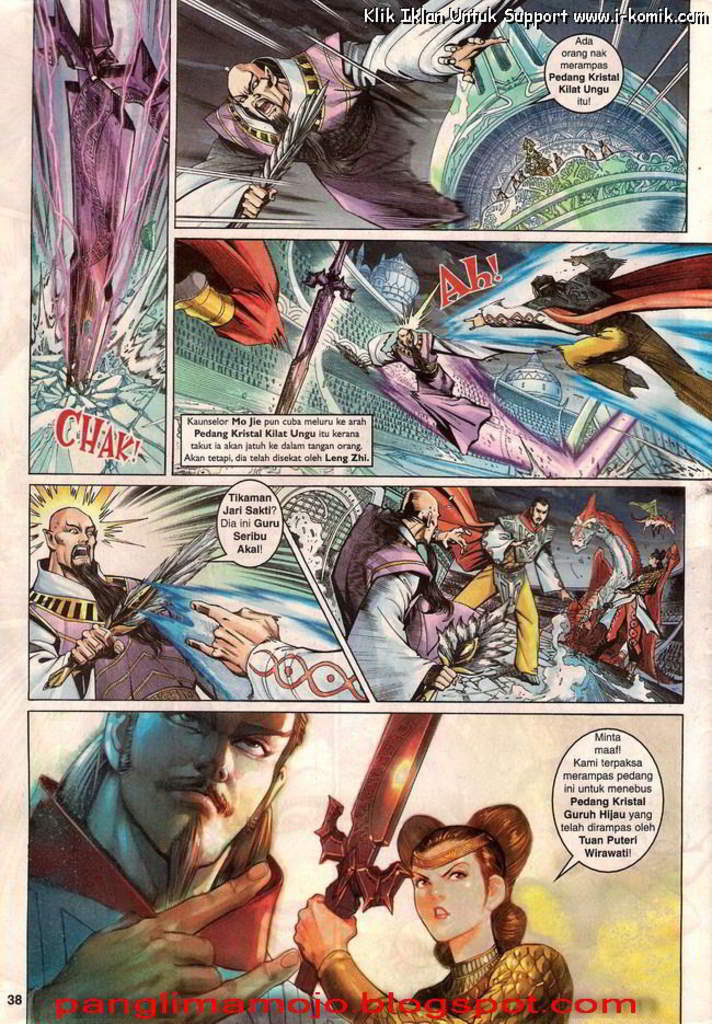 Klik Iklan Untuk Support www.i-komik.com
Ada
orang nak
merampas
Pedang Kristal
Kilat Ungu
itu!
CHAK!
Ah!
Kaunselor Mo Jie pun cuba meluru ke arah
Pedang Kristal Kilat Ungu itu kerana
takut ia akan jatuh ke dalam tangan orang.
Akan tetapi, dia telah disekat oleh Leng Zhi.
Tikaman
Jari Sakti?
Dia ini Guru
Seribu
Akal!
Minta
maaf!
Kami terpaksa
merampas pedang
ini untuk menebus
Pedang Kristal
Guruh Hijau yang
telah dirampas oleh
Tuan Puteri
Wirawati!
38
panglimamojo.blogspot.com